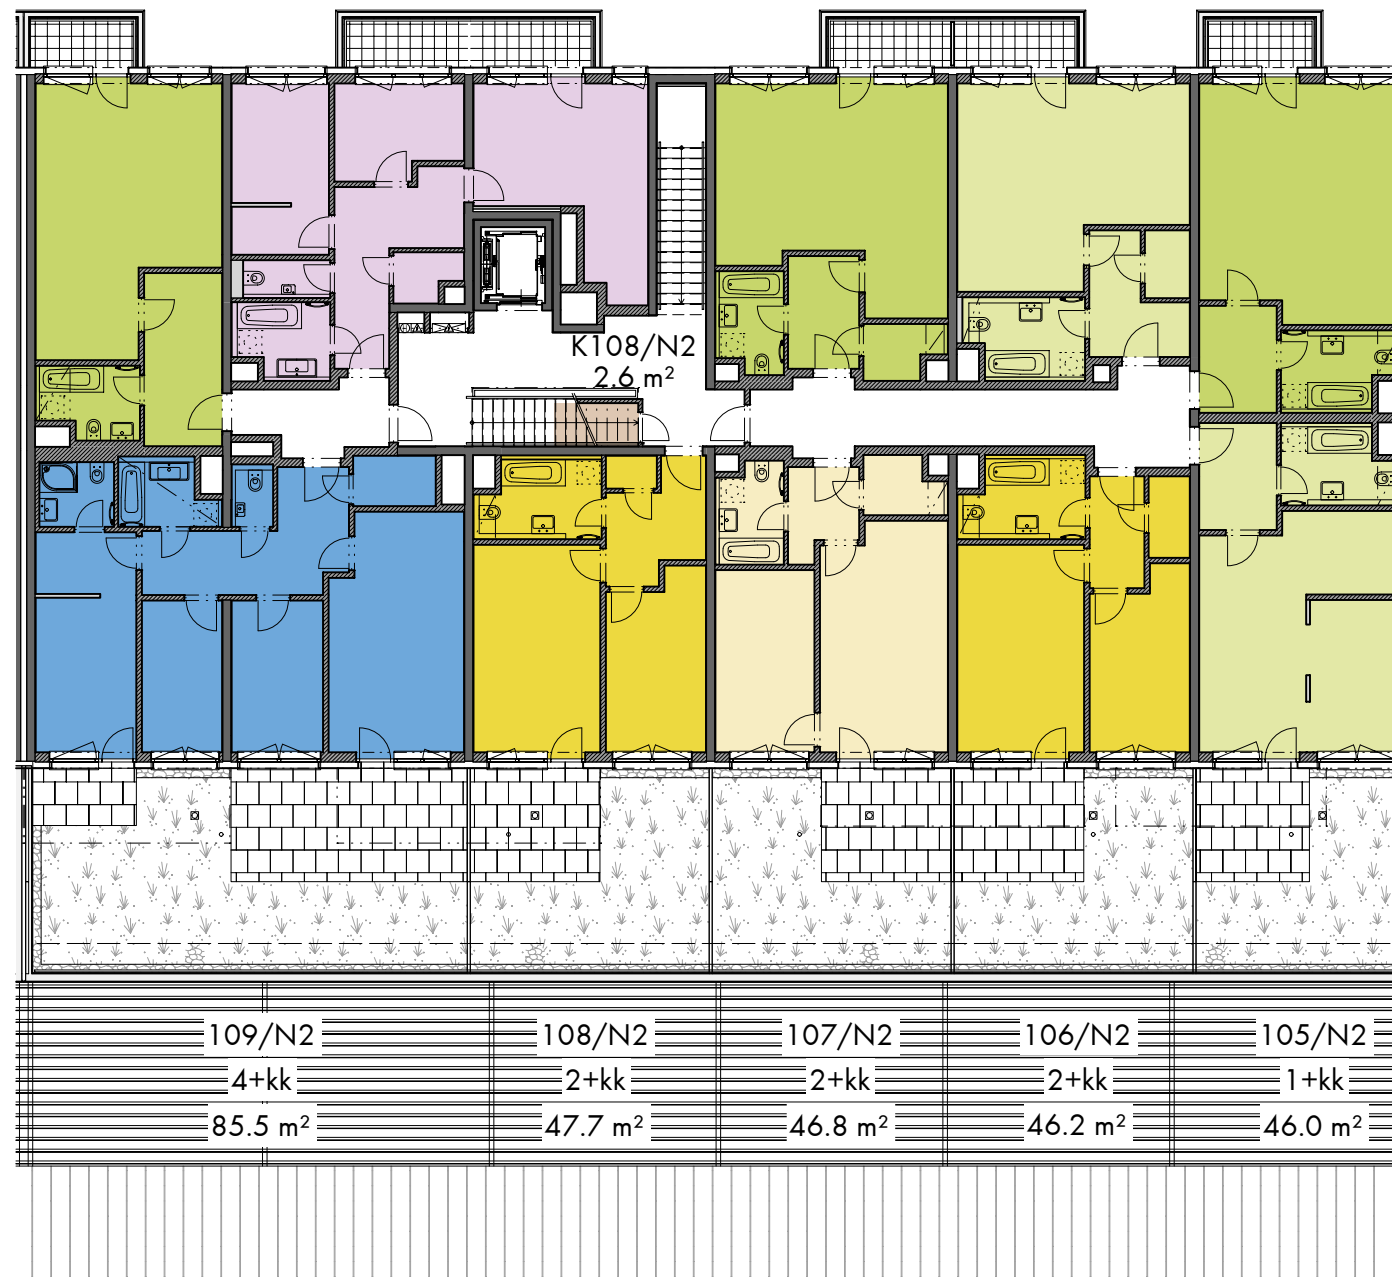 K108/N2
2.6 m²
109/N2
4+kk
85.5 m²
108/N2
2+kk
47.7 m²
107/N2
2+kk
46.8 m²
106/N2
2+kk
46.2 m²
105/N2
1+kk
46.0 m²